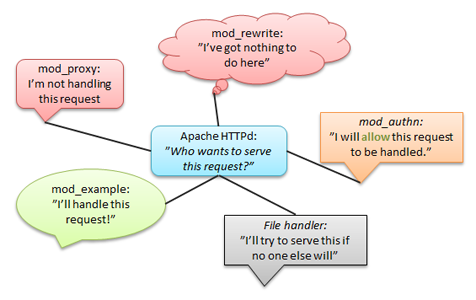 mod_rewrite:
"I've got nothing to
do here"
mod_proxy:
I'm not handling
this request
mod_authn:
"I will allow this request
to be handled."
Apache HTTPd:
"Who wants to serve
this request?"
mod_example:
"I'll handle this
request!"
File handler:
"I'll try to serve this if
no one else will"